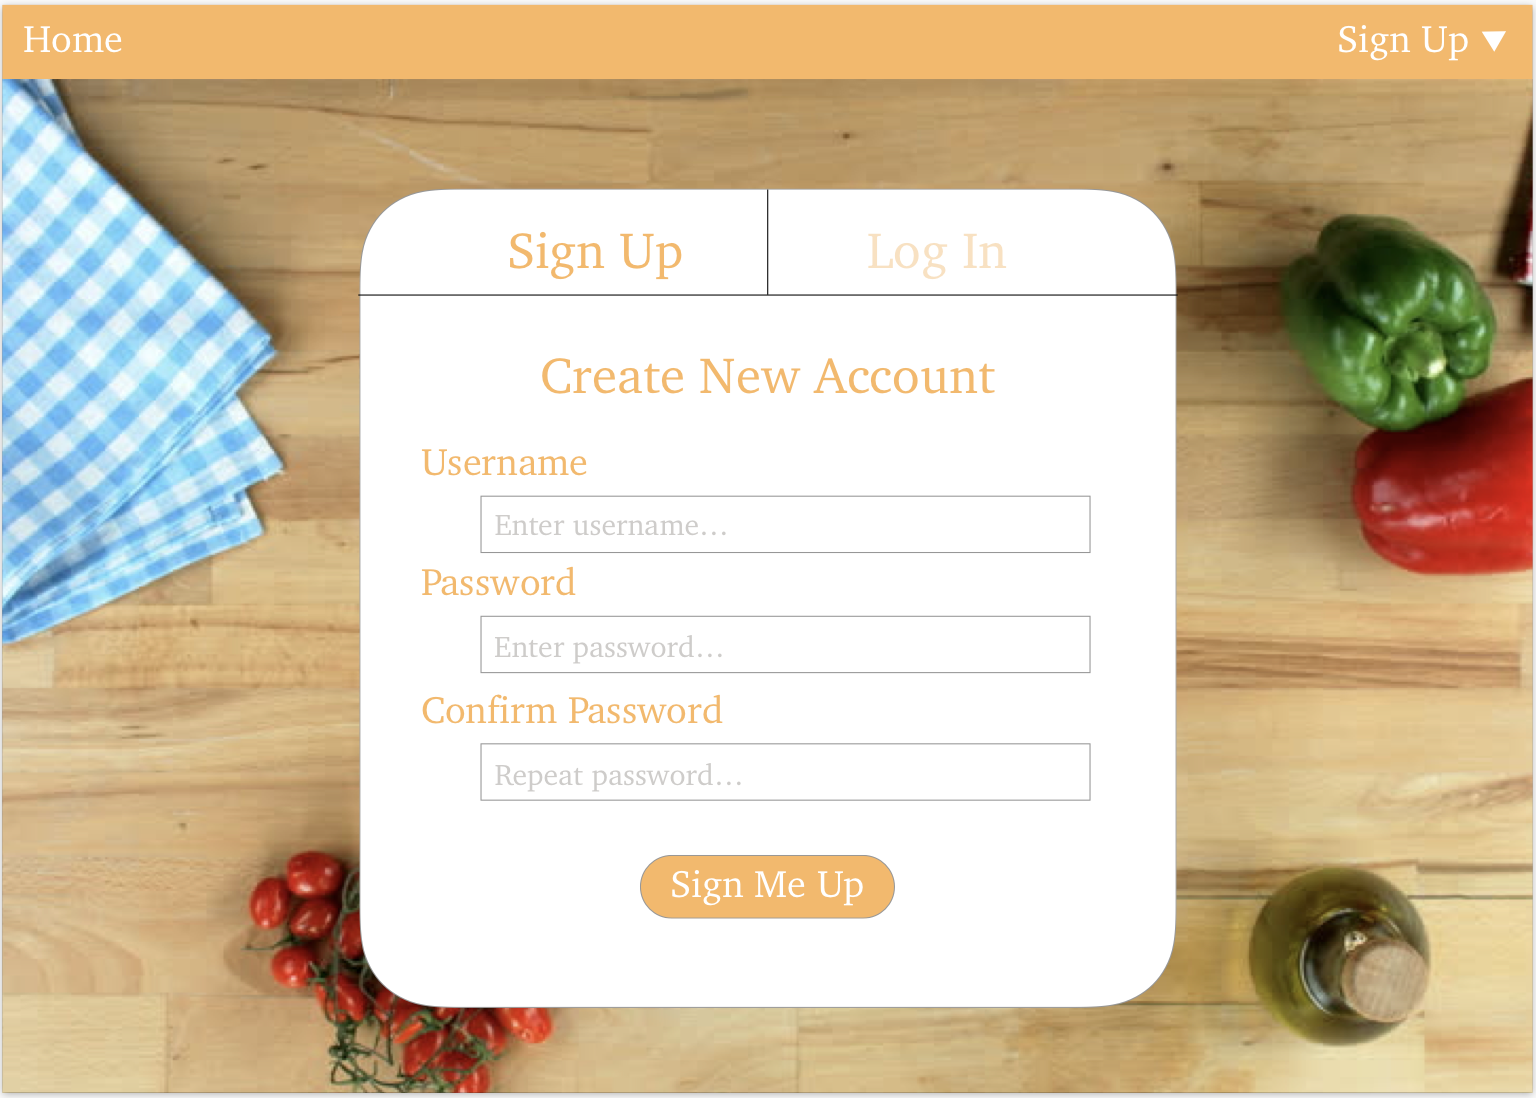 Home
Sign Up ▼
Sign Up
Log In
Create New Account
Username
Enter username...
Password
Enter password...
Confirm Password
Repeat password...
Sign Me Up